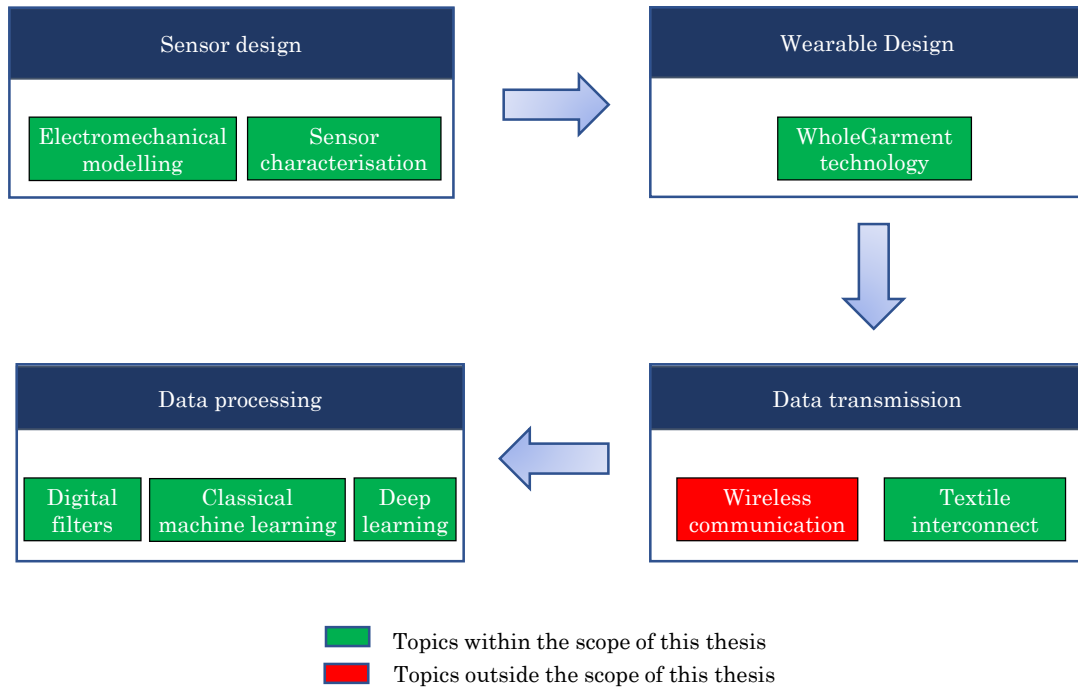 Sensor design
Electromechanical
modelling
Sensor
characterisation
Wearable Design
WholeGarment
technology
Data processing
Digital
filters
Classical
machine learning
Deep
learning
Data transmission
Wireless
communication
Textile
interconnect
Topics within the scope of this thesis
Topics outside the scope of this thesis